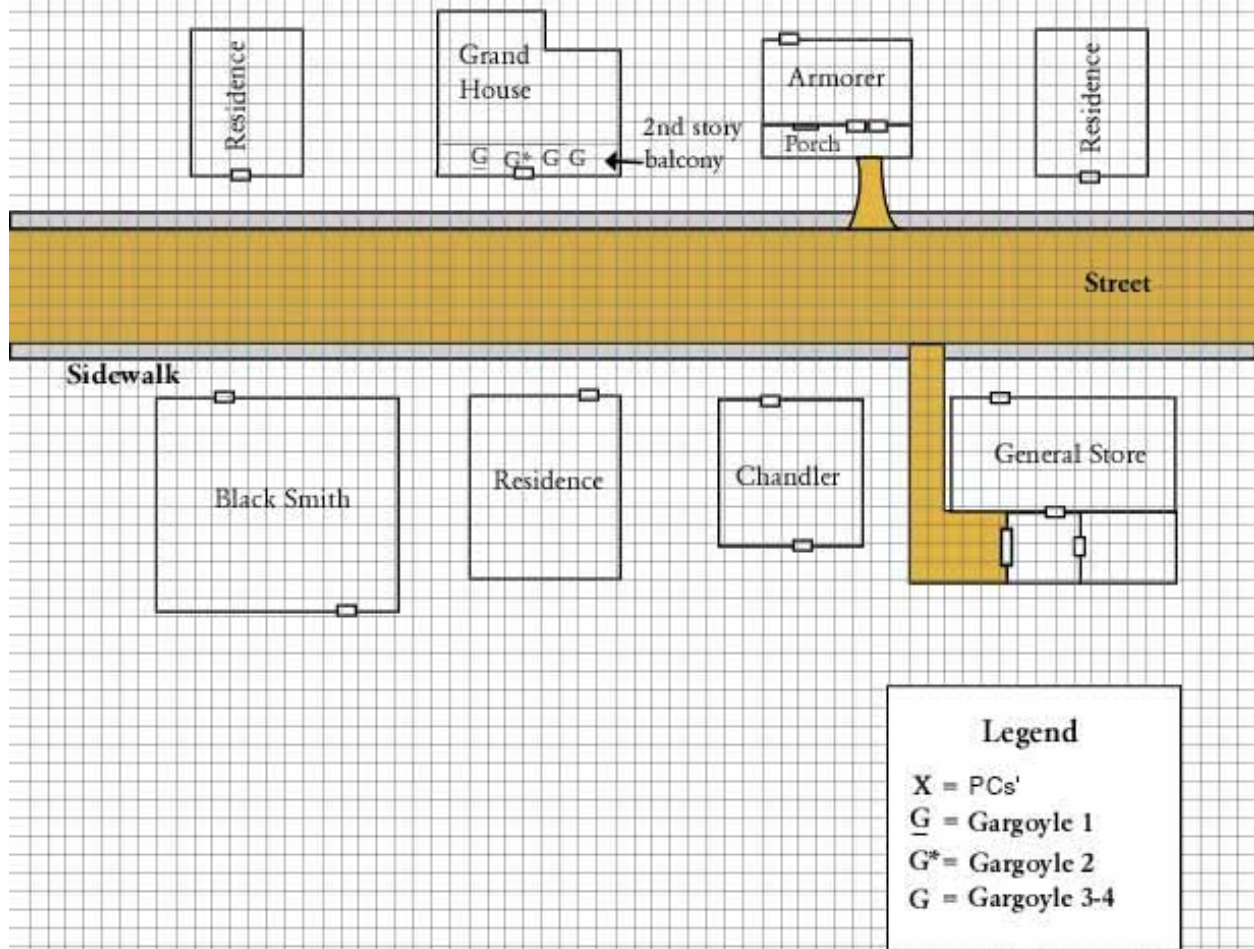 Residence
Grand
House
G G* G G
2nd story
balcony
Armorer
Porch
Residence
Street
Sidewalk
Black Smith
Residence
Chandler
General Store
Legend
X = PCs'
G = Gargoyle 1
G* = Gargoyle 2
G = Gargoyle 3-4